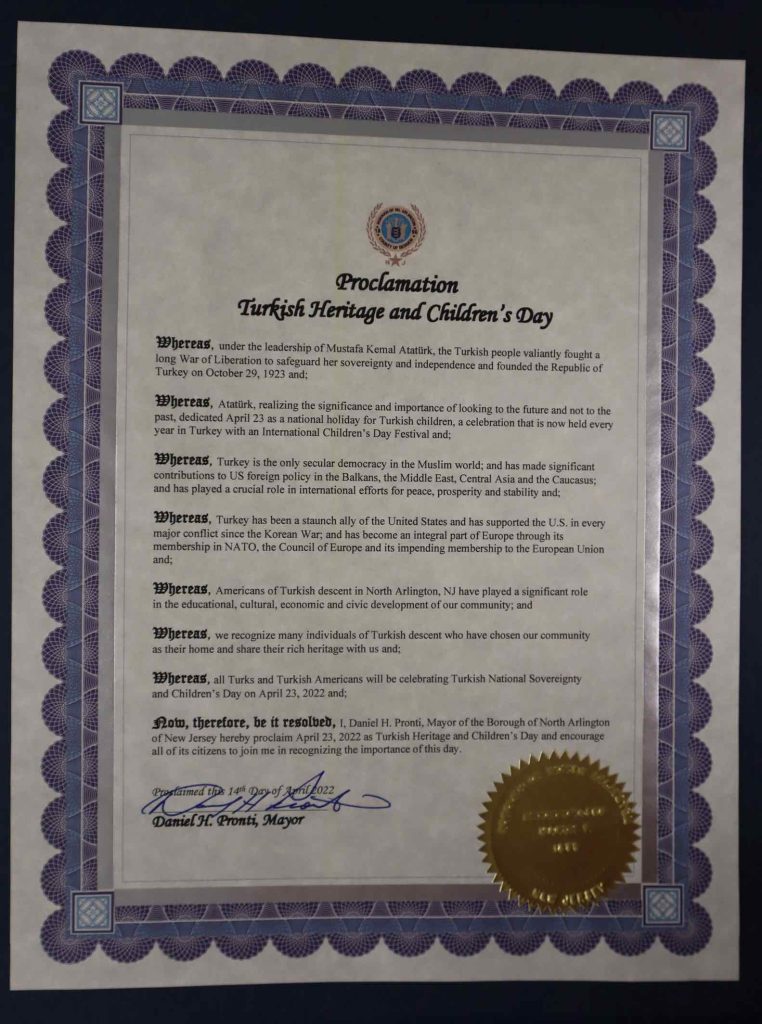 Proclamation
Turkish Heritage and Children's Day
Whereas, under the leadership of Mustafa Kemal Atatürk, the Turkish people valiantly fought a
long War of Liberation to safeguard her sovereignty and independence and founded the Republic of
Turkey on October 29, 1923 and;
Whereas, Atatürk, realizing the significance and importance of looking to the future and not to the
past, dedicated April 23 as a national holiday for Turkish children, a celebration that is now held every
year in Turkey with an International Children's Day Festival and;
Whereas, Turkey is the only secular democracy in the Muslim world; and has made significant
contributions to US foreign policy in the Balkans, the Middle East, Central Asia and the Caucasus;
and has played a crucial role in international efforts for peace, prosperity and stability and;
Whereas, Turkey has been a staunch ally of the United States and has supported the U.S. in every
major conflict since the Korean War; and has become an integral part of Europe through its
membership in NATO, the Council of Europe and its impending membership to the European Union
and;
Whereas, Americans of Turkish descent in North Arlington, NJ have played a significant role
in the educational, cultural, economic and civic development of our community; and
Whereas, we recognize many individuals of Turkish descent who have chosen our community
as their home and share their rich heritage with us and;
Whereas, all Turks and Turkish Americans will be celebrating Turkish National Sovereignty
and Children's Day on April 23, 2022 and;
Now, therefore, be it resolved, I, Daniel H. Pronti, Mayor of the Borough of North Arlington
of New Jersey hereby proclaim April 23, 2022 as Turkish Heritage and Children's Day and encourage
all of its citizens to join me in recognizing the importance of this day.
Proclaimed this 14th Day of April 2022
Daniel H. Pronti, Mayor